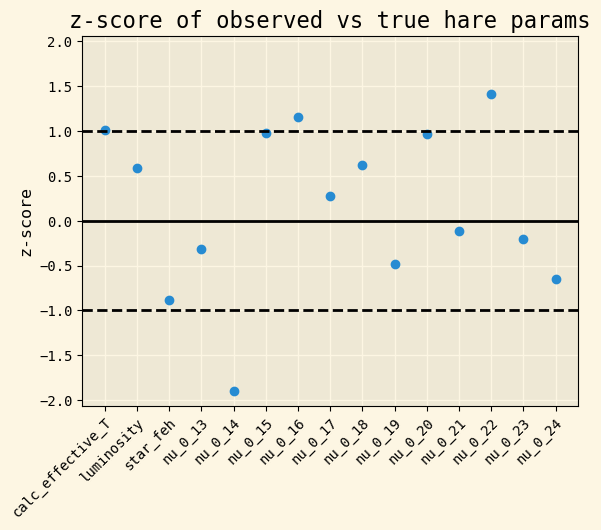 z-score of observed vs true hare params
z-score
2.0
1.5
1.0
0.5
0.0
−0.5
−1.0
−1.5
−2.0
calc_effective_T
luminosity
star_feh
nu_0_13
nu_0_14
nu_0_15
nu_0_16
nu_0_17
nu_0_18
nu_0_19
nu_0_20
nu_0_21
nu_0_22
nu_0_23
nu_0_24